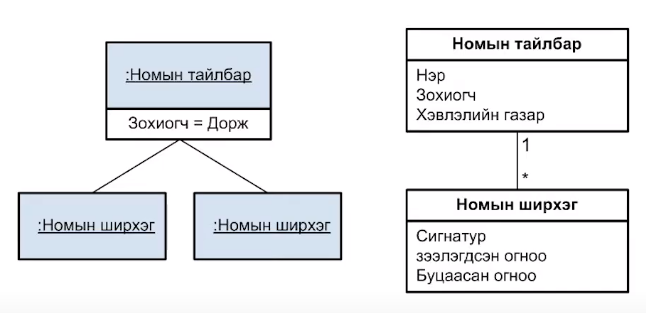 :Номын тайлбар
Зохиогч = Дорж
:Номын ширхэг
:Номын ширхэг
Номын тайлбар
Нэр
Зохиогч
Хэвлэлийн газар
1
*
Номын ширхэг
Сигнатур
зээлэгдсэн огноо
Буцаасан огноо